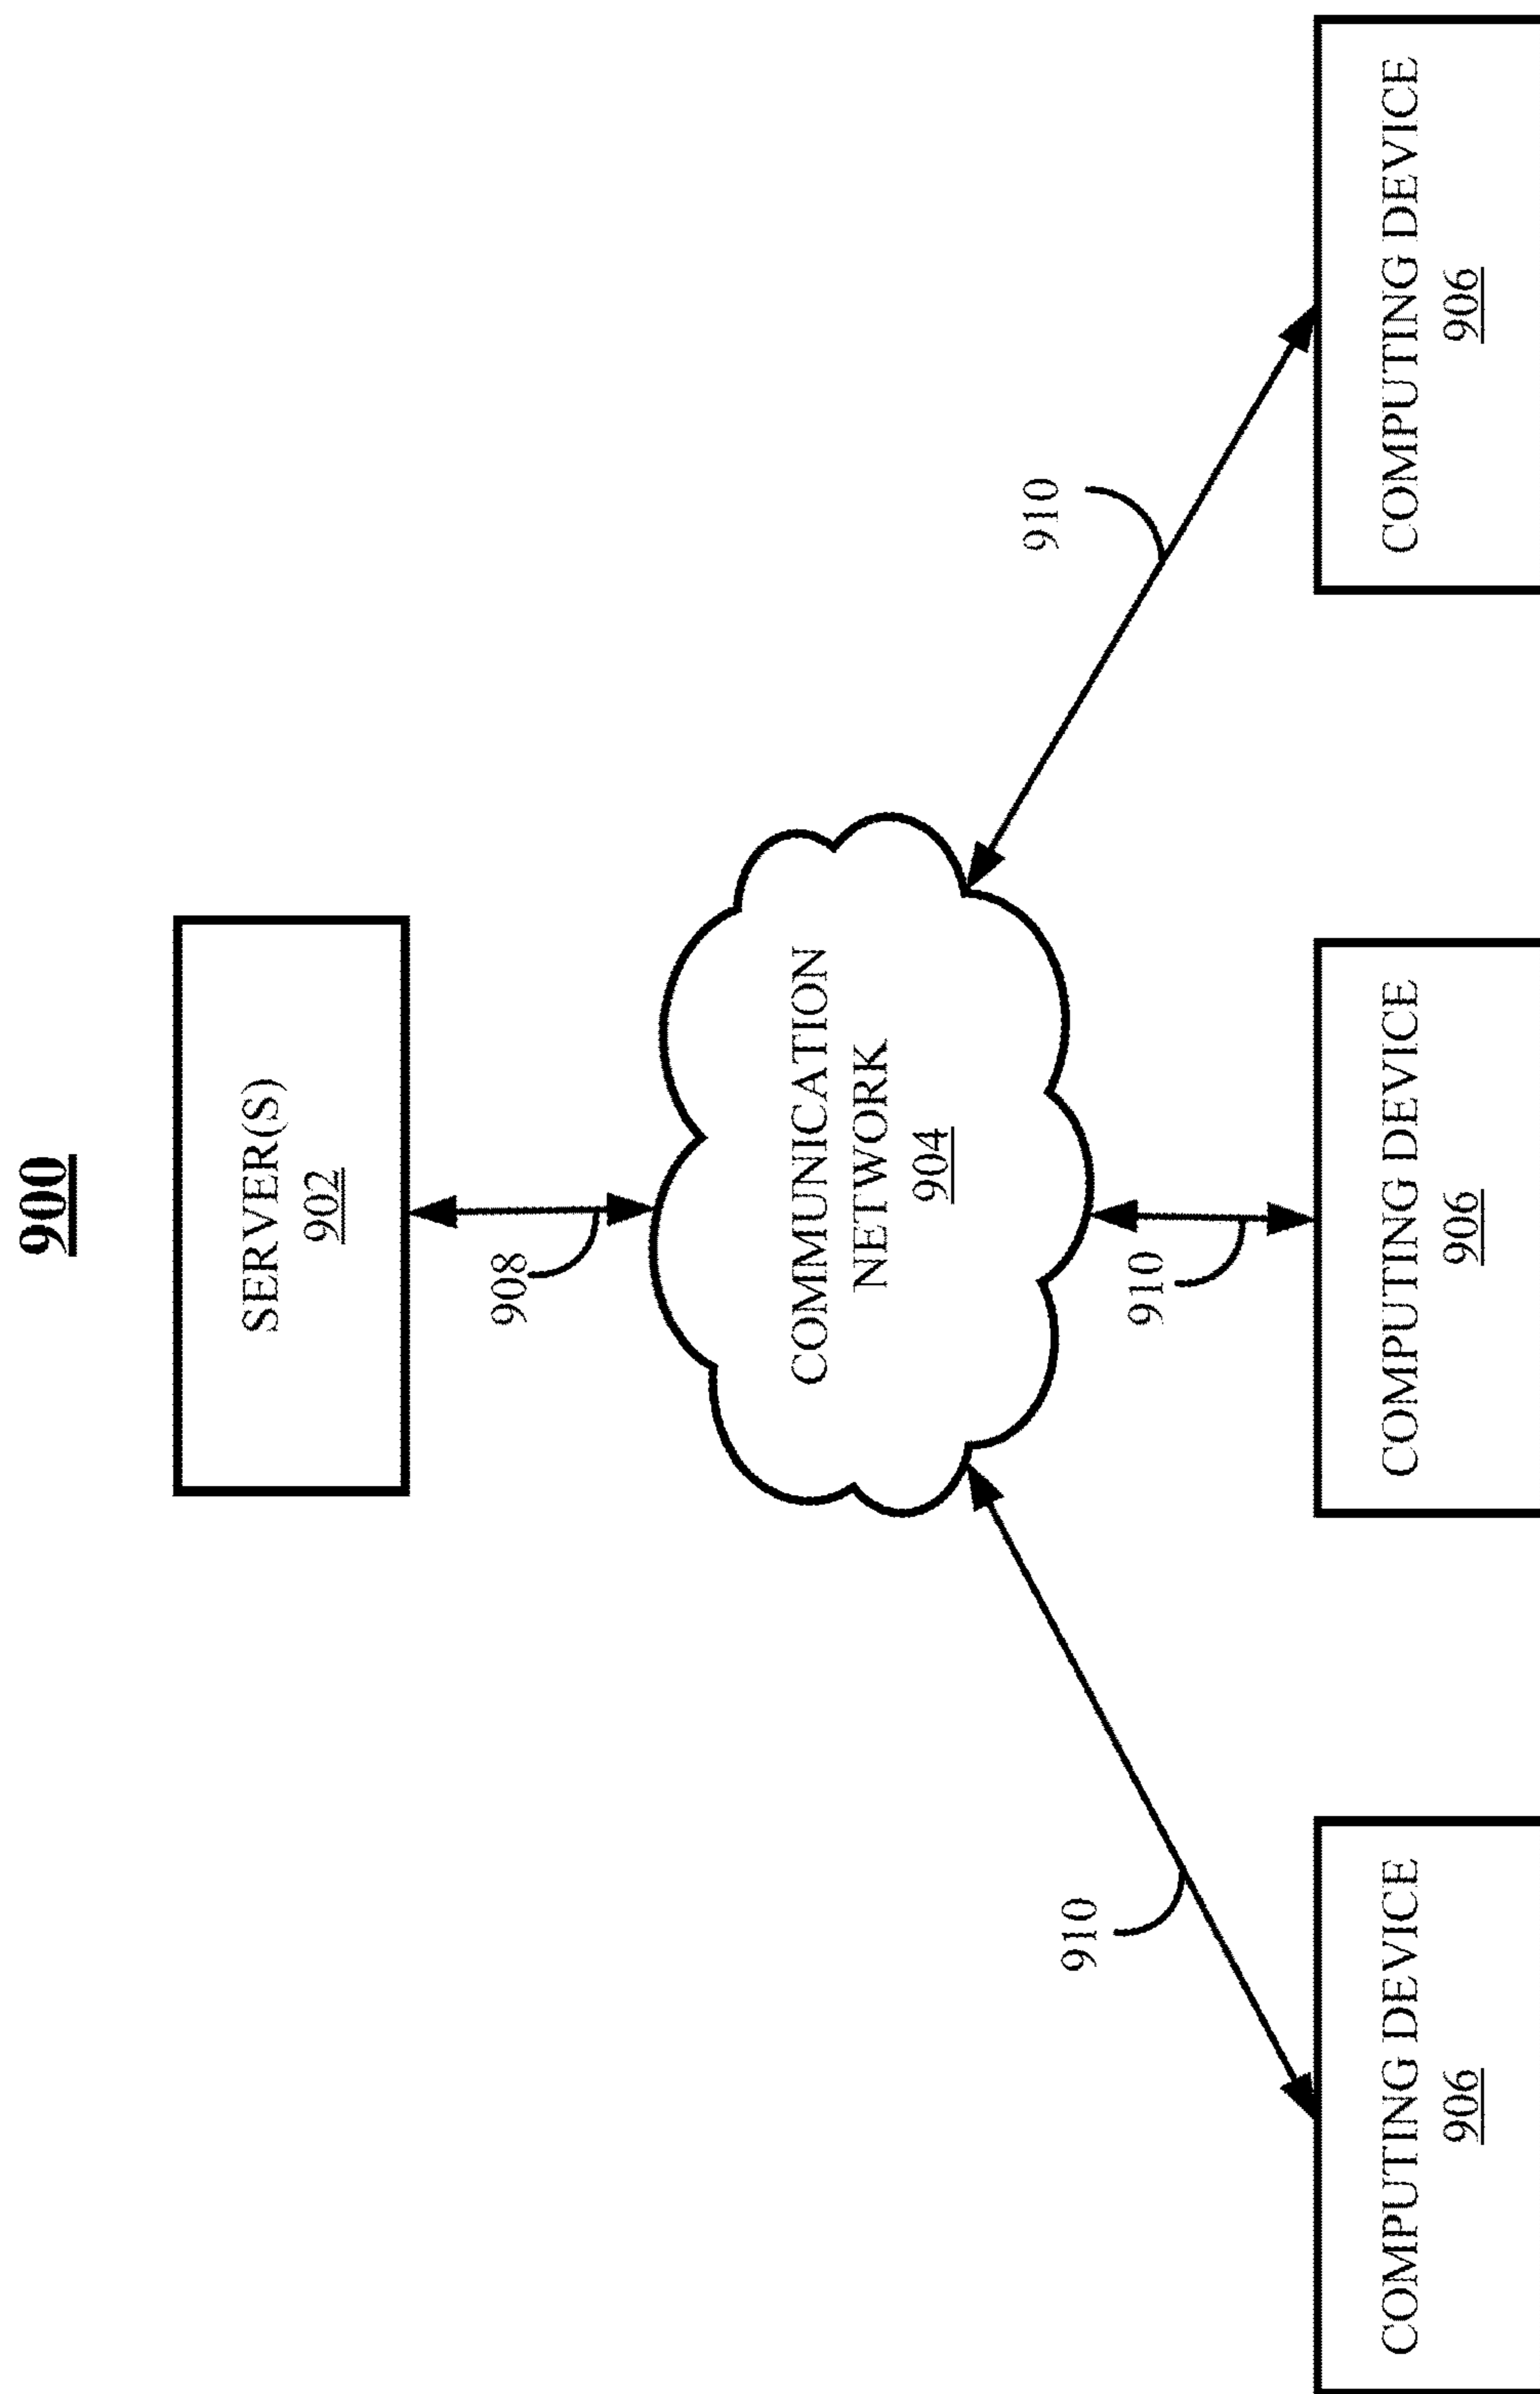 900
SERVER(S)
902
908
COMMUNICATION
NETWORK
904
910
910
910
COMPUTING DEVICE
906
COMPUTING DEVICE
906
COMPUTING DEVICE
906